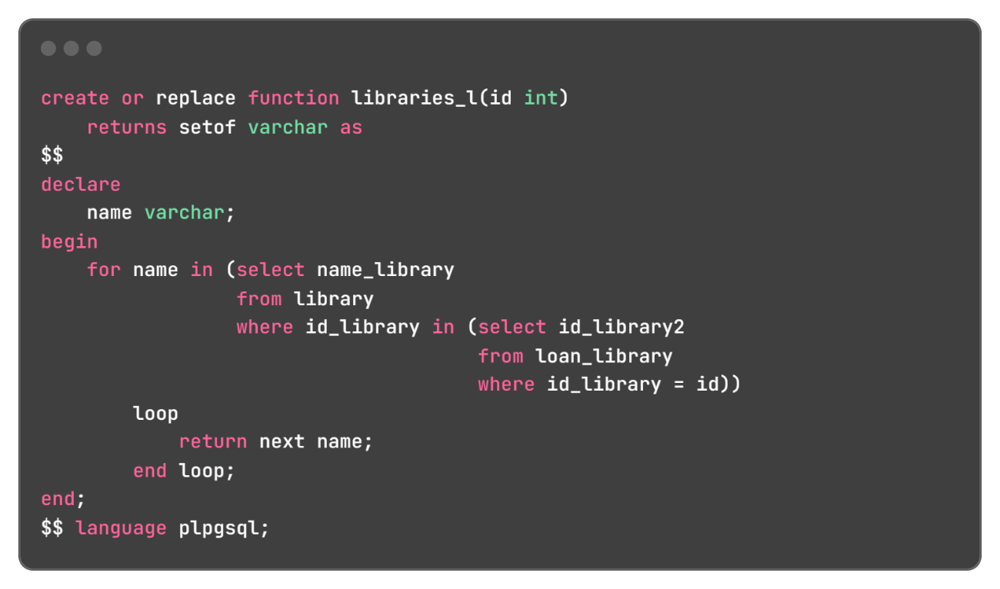 create or replace function libraries_l(id int)
    returns setof varchar as
$$
declare
    name varchar;
begin
    for name in (select name_library
                 from library
                 where id_library in (select id_library2
                                      from loan_library
                                      where id_library = id))
        loop
            return next name;
        end loop;
end;
$$ language plpgsql;